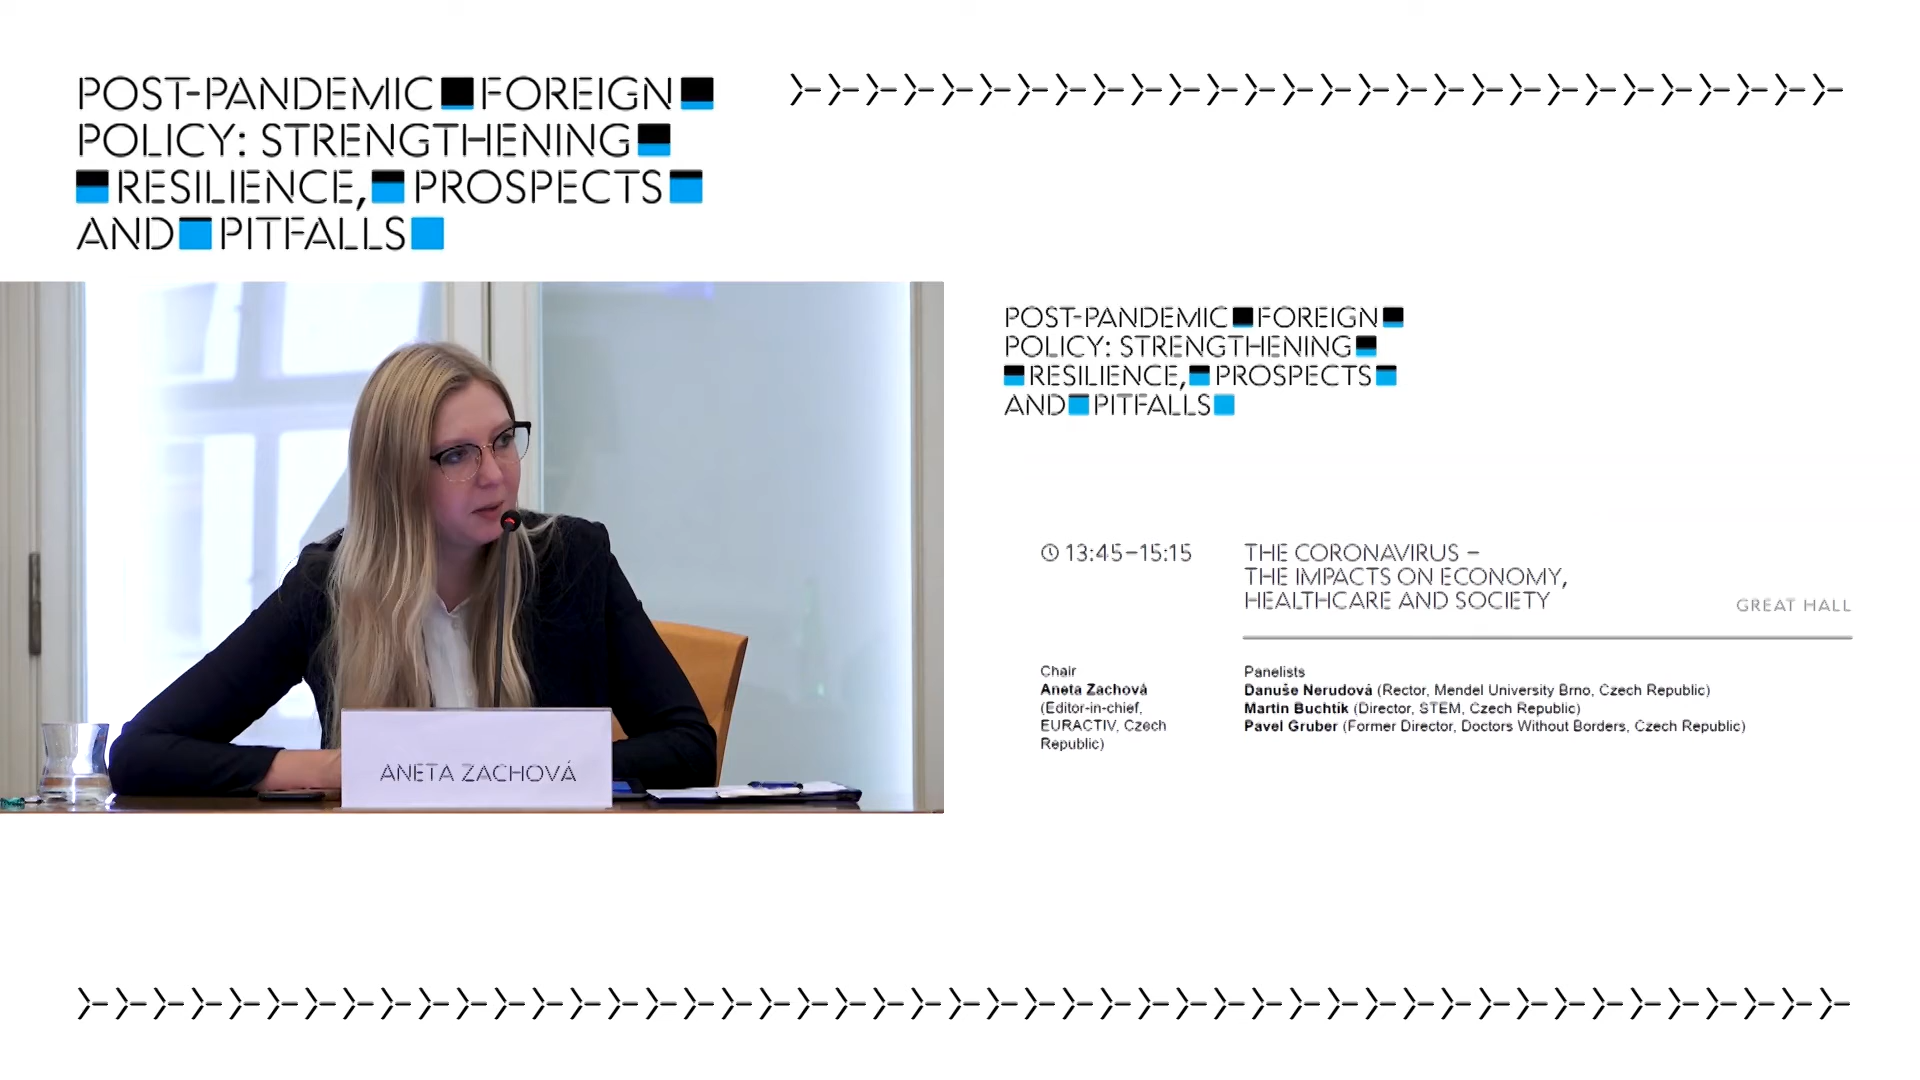 POST-PANDEMIC FOREIGN
POLICY: STRENGTHENING
RESILIENCE, PROSPECTS
AND PITFALLS
ANETA ZACHOVÁ
POST-PANDEMIC FOREIGN
POLICY: STRENGTHENING
RESILIENCE, PROSPECTS
AND PITFALLS
13:45–15:15
THE CORONAVIRUS –
THE IMPACTS ON ECONOMY,
HEALTHCARE AND SOCIETY
GREAT HALL
Chair
Aneta Zachová
(Editor-in-chief,
EURACTIV, Czech
Republic)
Panelists
Danuše Nerudová (Rector, Mendel University Brno, Czech Republic)
Martin Buchtík (Director, STEM, Czech Republic)
Pavel Gruber (Former Director, Doctors Without Borders, Czech Republic)